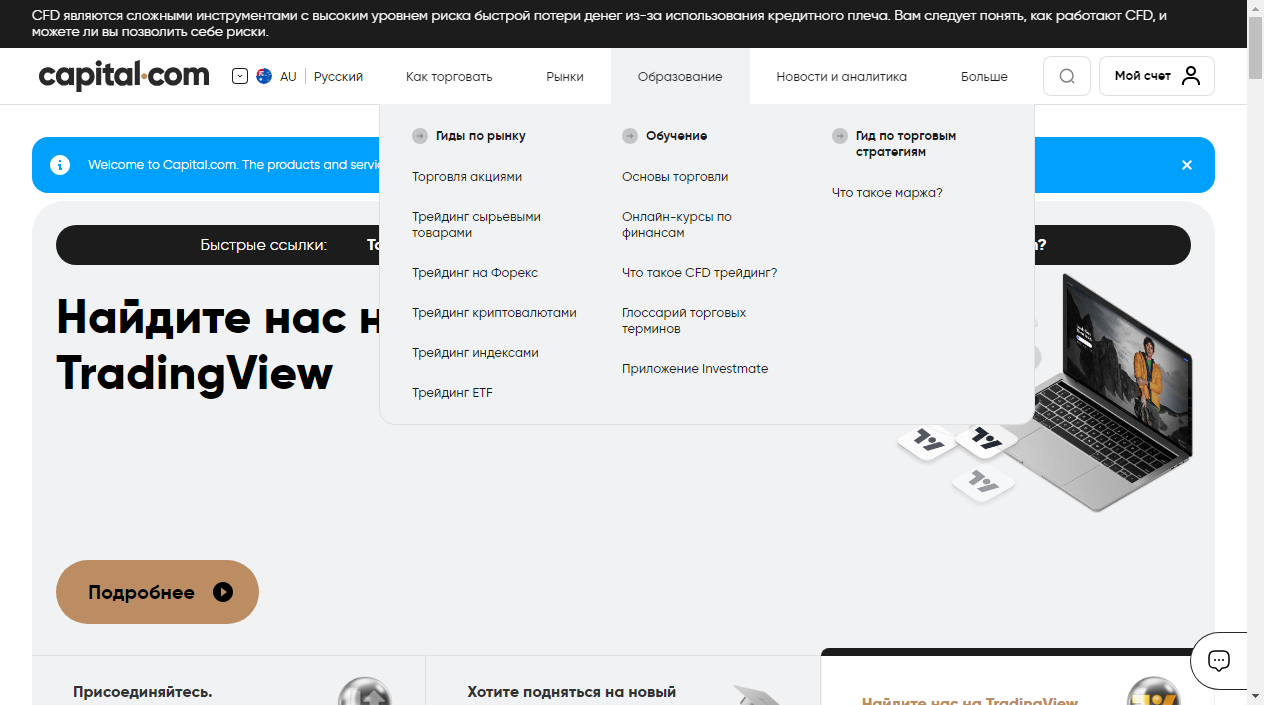 CFD являются сложными инструментами с высоким уровнем риска быстрой потери денег из-за использования кредитного плеча. Вам следует понять, как работают CFD, и
можете ли вы позволить себе риски.
capital.com
AU
Русский
Как торговать
Рынки
Образование
Новости и аналитика
Больше
Мой счет
Гиды по рынку
Торговля акциями
Трейдинг сырьевыми
товарами
Трейдинг на Форекс
Трейдинг криптовалютами
Трейдинг индексами
Трейдинг ETF
Обучение
Основы торговли
Онлайн-курсы по
финансам
Что такое CFD трейдинг?
Глоссарий торговых
терминов
Приложение Investmate
Гид по торговым
стратегиям
Что такое маржа?
Welcome to Capital.com. The products and
Быстрые ссылки:
Найдите нас н
TradingView
Подробнее
Присоединяйтесь.
Хотите подняться на новый
Найдите нас на TradingView